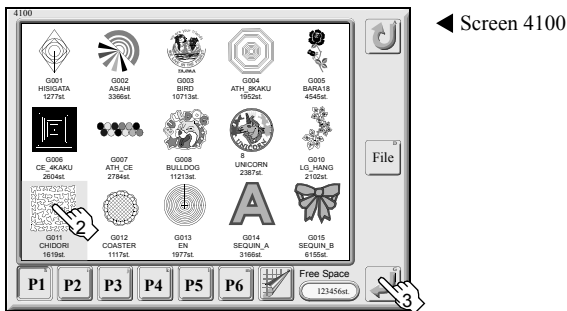 4100
◀ Screen 4100
G001
HISIGATA
1277st.
G002
ASAHI
3366st.
G003
BIRD
10713st.
G004
ATH_8KAKU
1952st.
G005
BARA18
4545st.
G006
CE_4KAKU
2604st.
G007
ATH_CE
2784st.
G008
BULLDOG
11213st.
UNICORN
8
UNICORN
2387st.
G010
LG_HANG
2102st.
G011
CHIDORI
1619st.
G012
COASTER
1117st.
G013
EN
1977st.
G014
SEQUIN_A
3166st.
G015
SEQUIN_B
6155st.
A
File
2
P1 P2 P3 P4 P5 P6
Free Space
123456st.
3